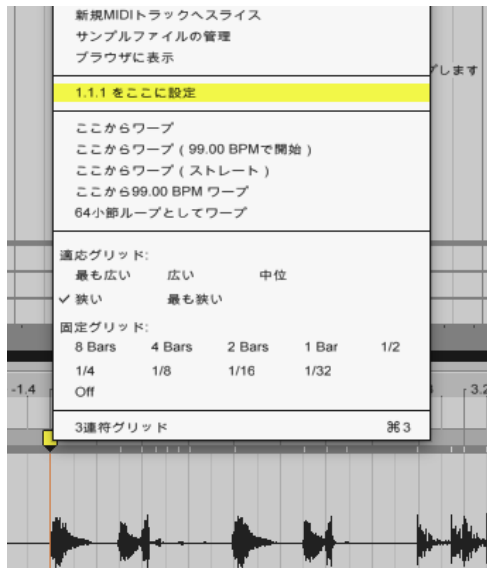 新規MIDIトラックへスライス
サンプルファイルの管理
ブラウザに表示
プします
1.1.1 をここに設定
ここからワープ
ここからワープ ( 99.00 BPMで開始 )
ここからワープ ( ストレート )
ここから99.00 BPM ワープ
64小節ループとしてワープ
適応グリッド:
最も広い 広い 中位
✓ 狭い 最も狭い
固定グリッド:
8 Bars 4 Bars 2 Bars 1 Bar 1/2
1/4 1/8 1/16 1/32
Off
-1.4 3.2
3連符グリッド ⌘3